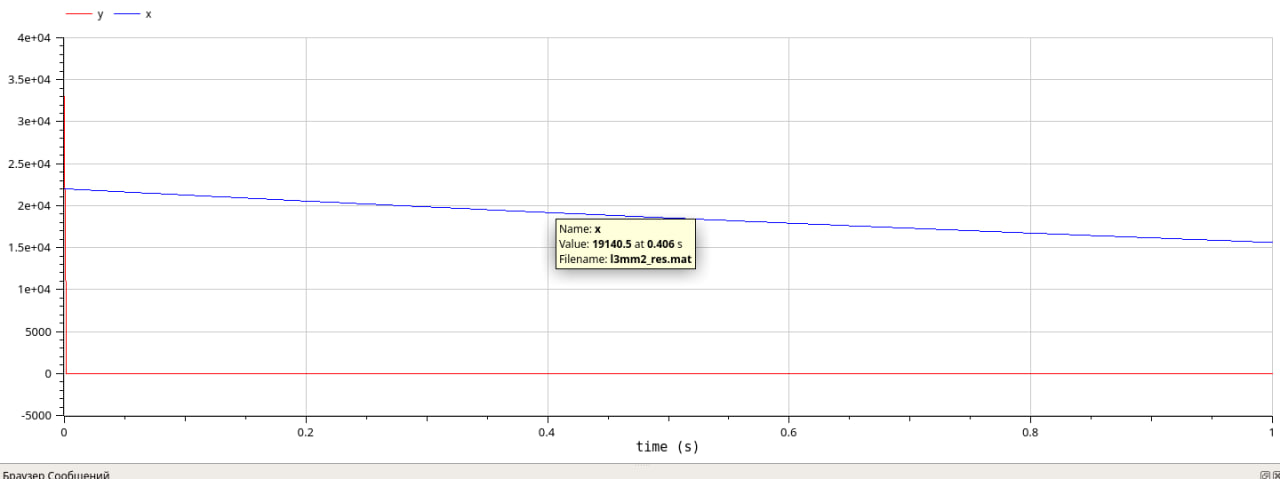 y x
4e+04
3.5e+04
3e+04
2.5e+04
2e+04
1.5e+04
1e+04
5000
0
-5000
Name: x
Value: 19140.5 at 0.406 s
Filename: l3mm2_res.mat
0 0.2 0.4 0.6 0.8 1
time (s)
Браузер Сообщений